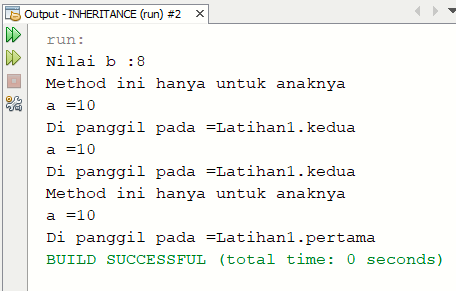 Output - INHERITANCE (run) #2
run:
Nilai b :8
Method ini hanya untuk anaknya
a =10
Di panggil pada =Latihan1.kedua
a =10
Di panggil pada =Latihan1.kedua
Method ini hanya untuk anaknya
a =10
Di panggil pada =Latihan1.pertama
BUILD SUCCESSFUL (total time: 0 seconds)